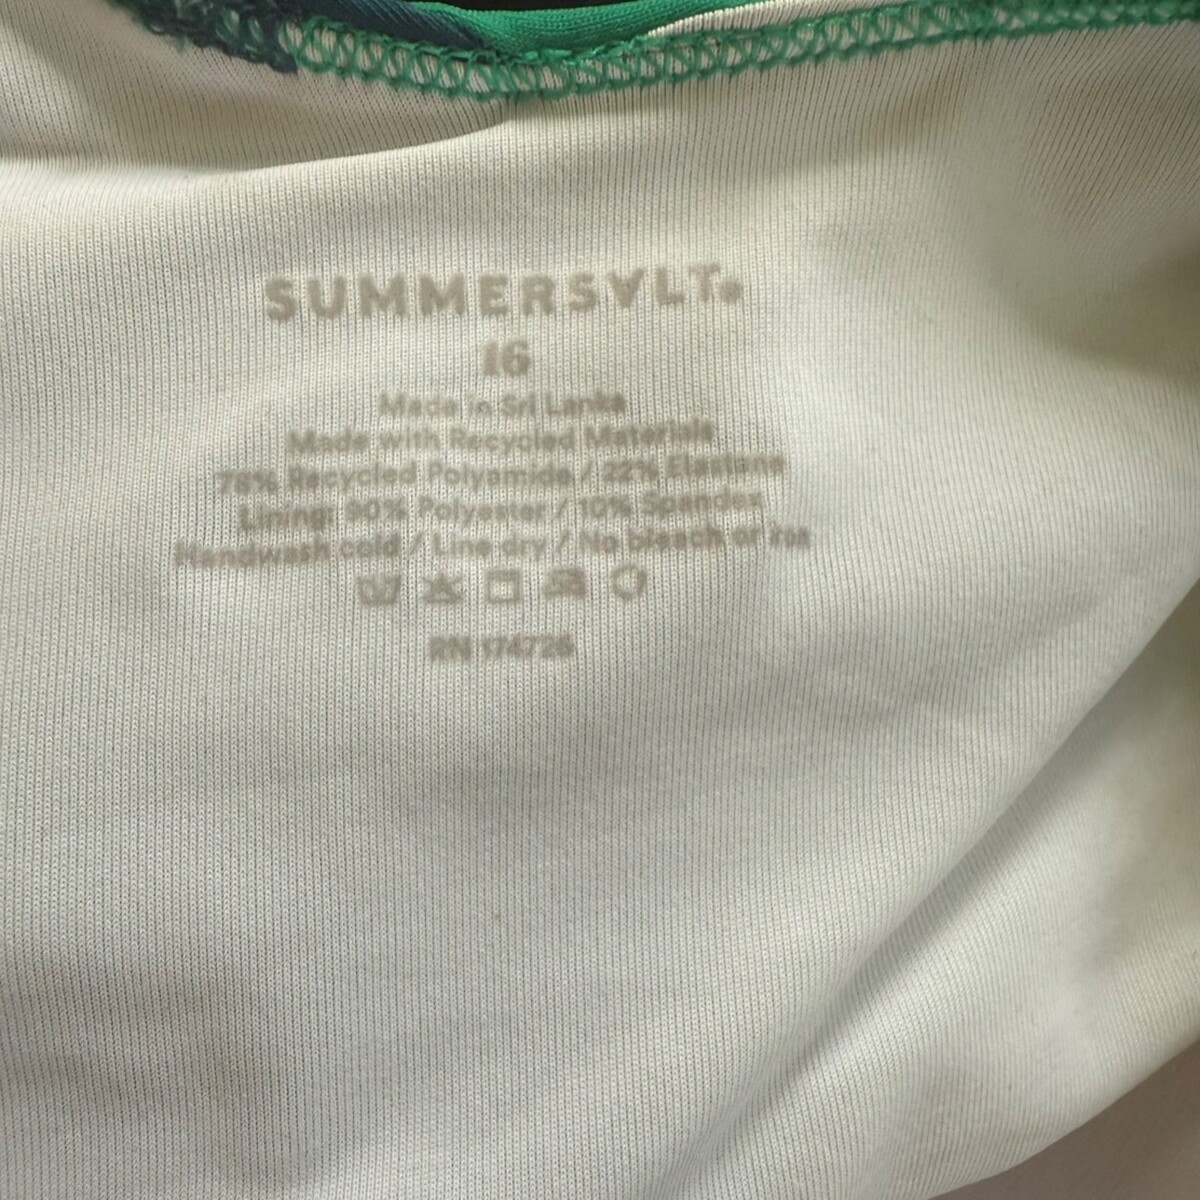 SUMMERSALT.
16
Made in Sri Lanka
Made with Recycled Materials
78% Recycled Polyamide / 22% Elastane
Lining: 90% Polyester / 10% Spandex
Handwash cold / Line dry / No bleach or iron
RN 174726